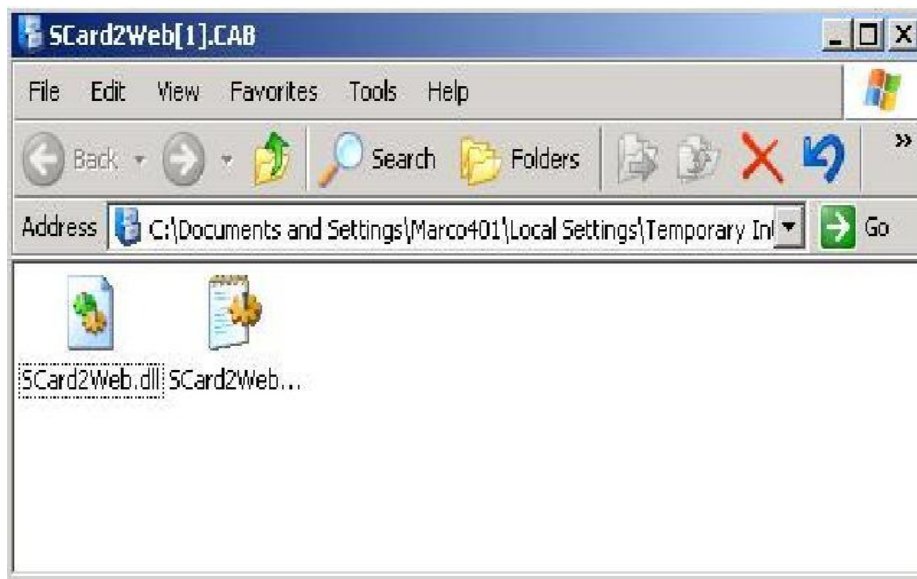 SCard2Web[1].CAB
File Edit View Favorites Tools Help
Back Search Folders »
Address C:\Documents and Settings\Marco401\Local Settings\Temporary In Go
SCard2Web.dll SCard2Web...